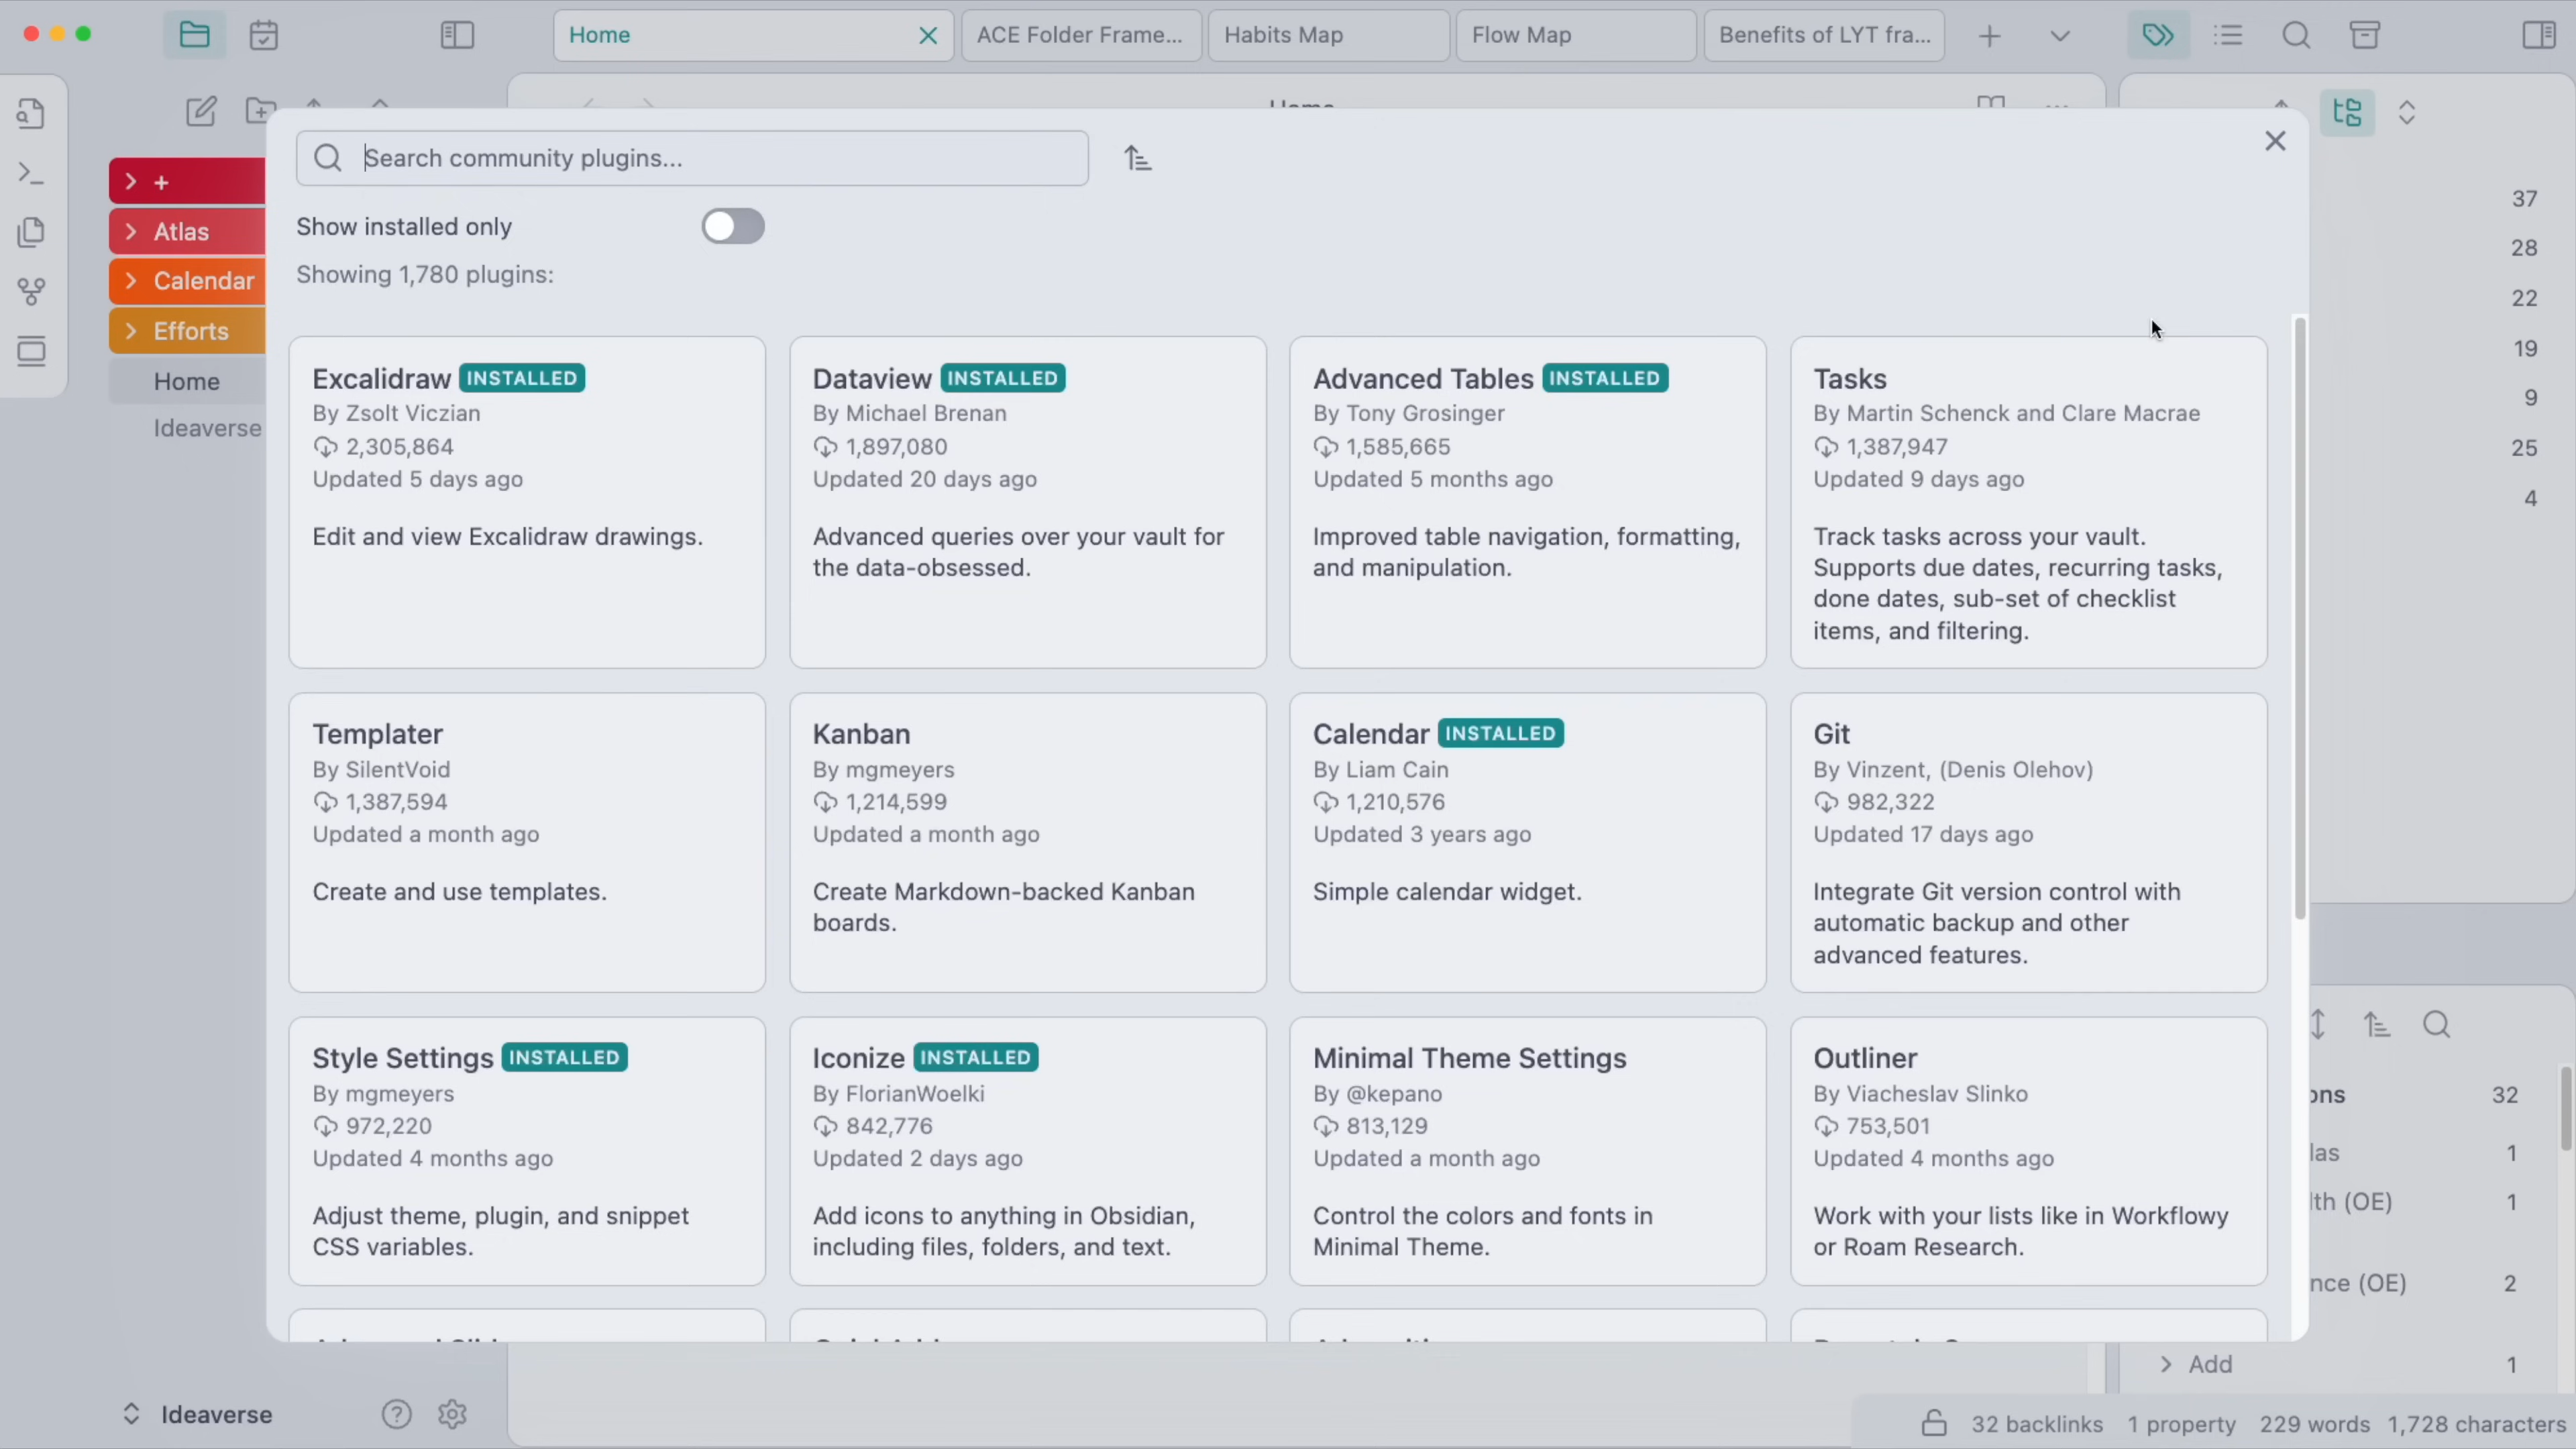 Home
ACE Folder Frame...
Habits Map
Flow Map
Benefits of LYT fra...
Home
Search community plugins...
Show installed only
Showing 1,780 plugins:
+
Atlas
Calendar
Efforts
Home
Ideaverse
37
28
22
19
9
25
4
Excalidraw INSTALLED
By Zsolt Viczian
2,305,864
Updated 5 days ago
Edit and view Excalidraw drawings.
Dataview INSTALLED
By Michael Brenan
1,897,080
Updated 20 days ago
Advanced queries over your vault for
the data-obsessed.
Advanced Tables INSTALLED
By Tony Grosinger
1,585,665
Updated 5 months ago
Improved table navigation, formatting,
and manipulation.
Tasks
By Martin Schenck and Clare Macrae
1,387,947
Updated 9 days ago
Track tasks across your vault.
Supports due dates, recurring tasks,
done dates, sub-set of checklist
items, and filtering.
Templater
By SilentVoid
1,387,594
Updated a month ago
Create and use templates.
Kanban
By mgmeyers
1,214,599
Updated a month ago
Create Markdown-backed Kanban
boards.
Calendar INSTALLED
By Liam Cain
1,210,576
Updated 3 years ago
Simple calendar widget.
Git
By Vinzent, (Denis Olehov)
982,322
Updated 17 days ago
Integrate Git version control with
automatic backup and other
advanced features.
Style Settings INSTALLED
By mgmeyers
972,220
Updated 4 months ago
Adjust theme, plugin, and snippet
CSS variables.
Iconize INSTALLED
By FlorianWoelki
842,776
Updated 2 days ago
Add icons to anything in Obsidian,
including files, folders, and text.
Minimal Theme Settings
By @kepano
813,129
Updated a month ago
Control the colors and fonts in
Minimal Theme.
Outliner
By Viacheslav Slinko
753,501
Updated 4 months ago
Work with your lists like in Workflowy
or Roam Research.
ons 32
las 1
lth (OE) 1
nce (OE) 2
Add 1
Ideaverse
32 backlinks 1 property 229 words 1,728 characters